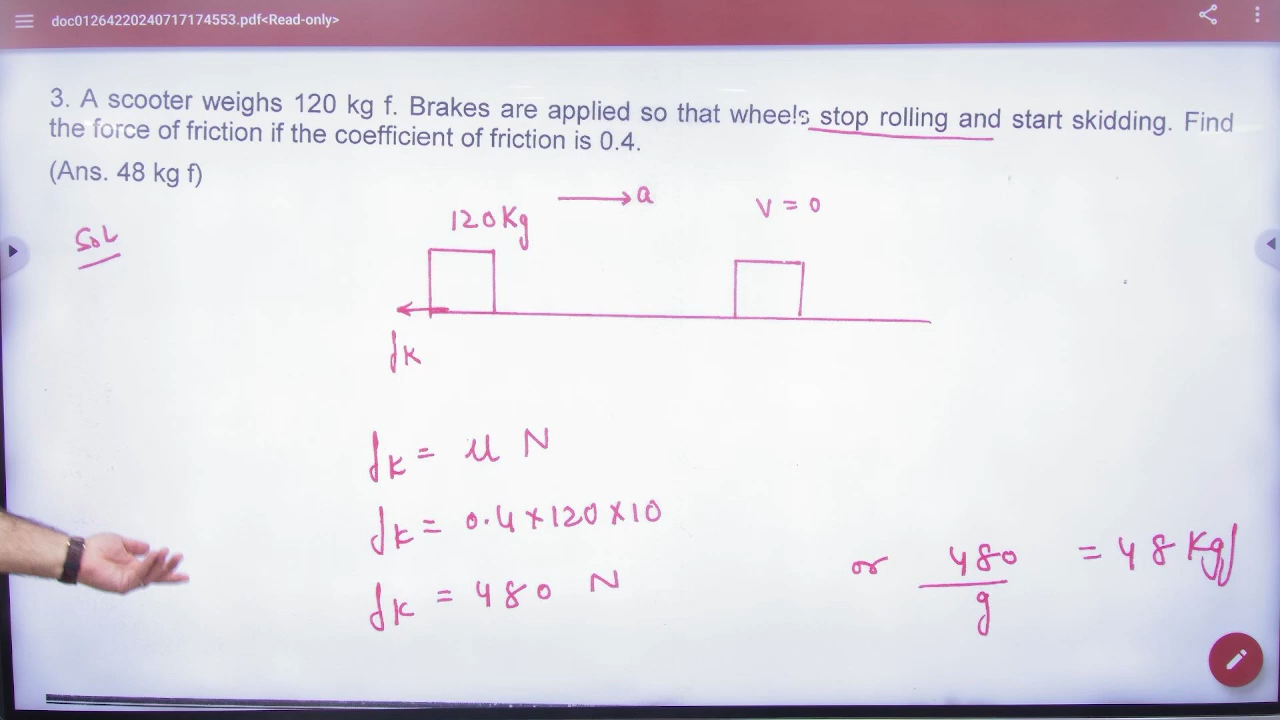 doc01264220240717174553.pdf<Read-only>
3. A scooter weighs 120 kg f. Brakes are applied so that wheels stop rolling and start skidding. Find
the force of friction if the coefficient of friction is 0.4.
(Ans. 48 kg f)
Sol
120Kg
a
V = 0
fK
fK = u N
fK = 0.4 × 120 × 10
fK = 480 N
or 480/g = 48 Kgf